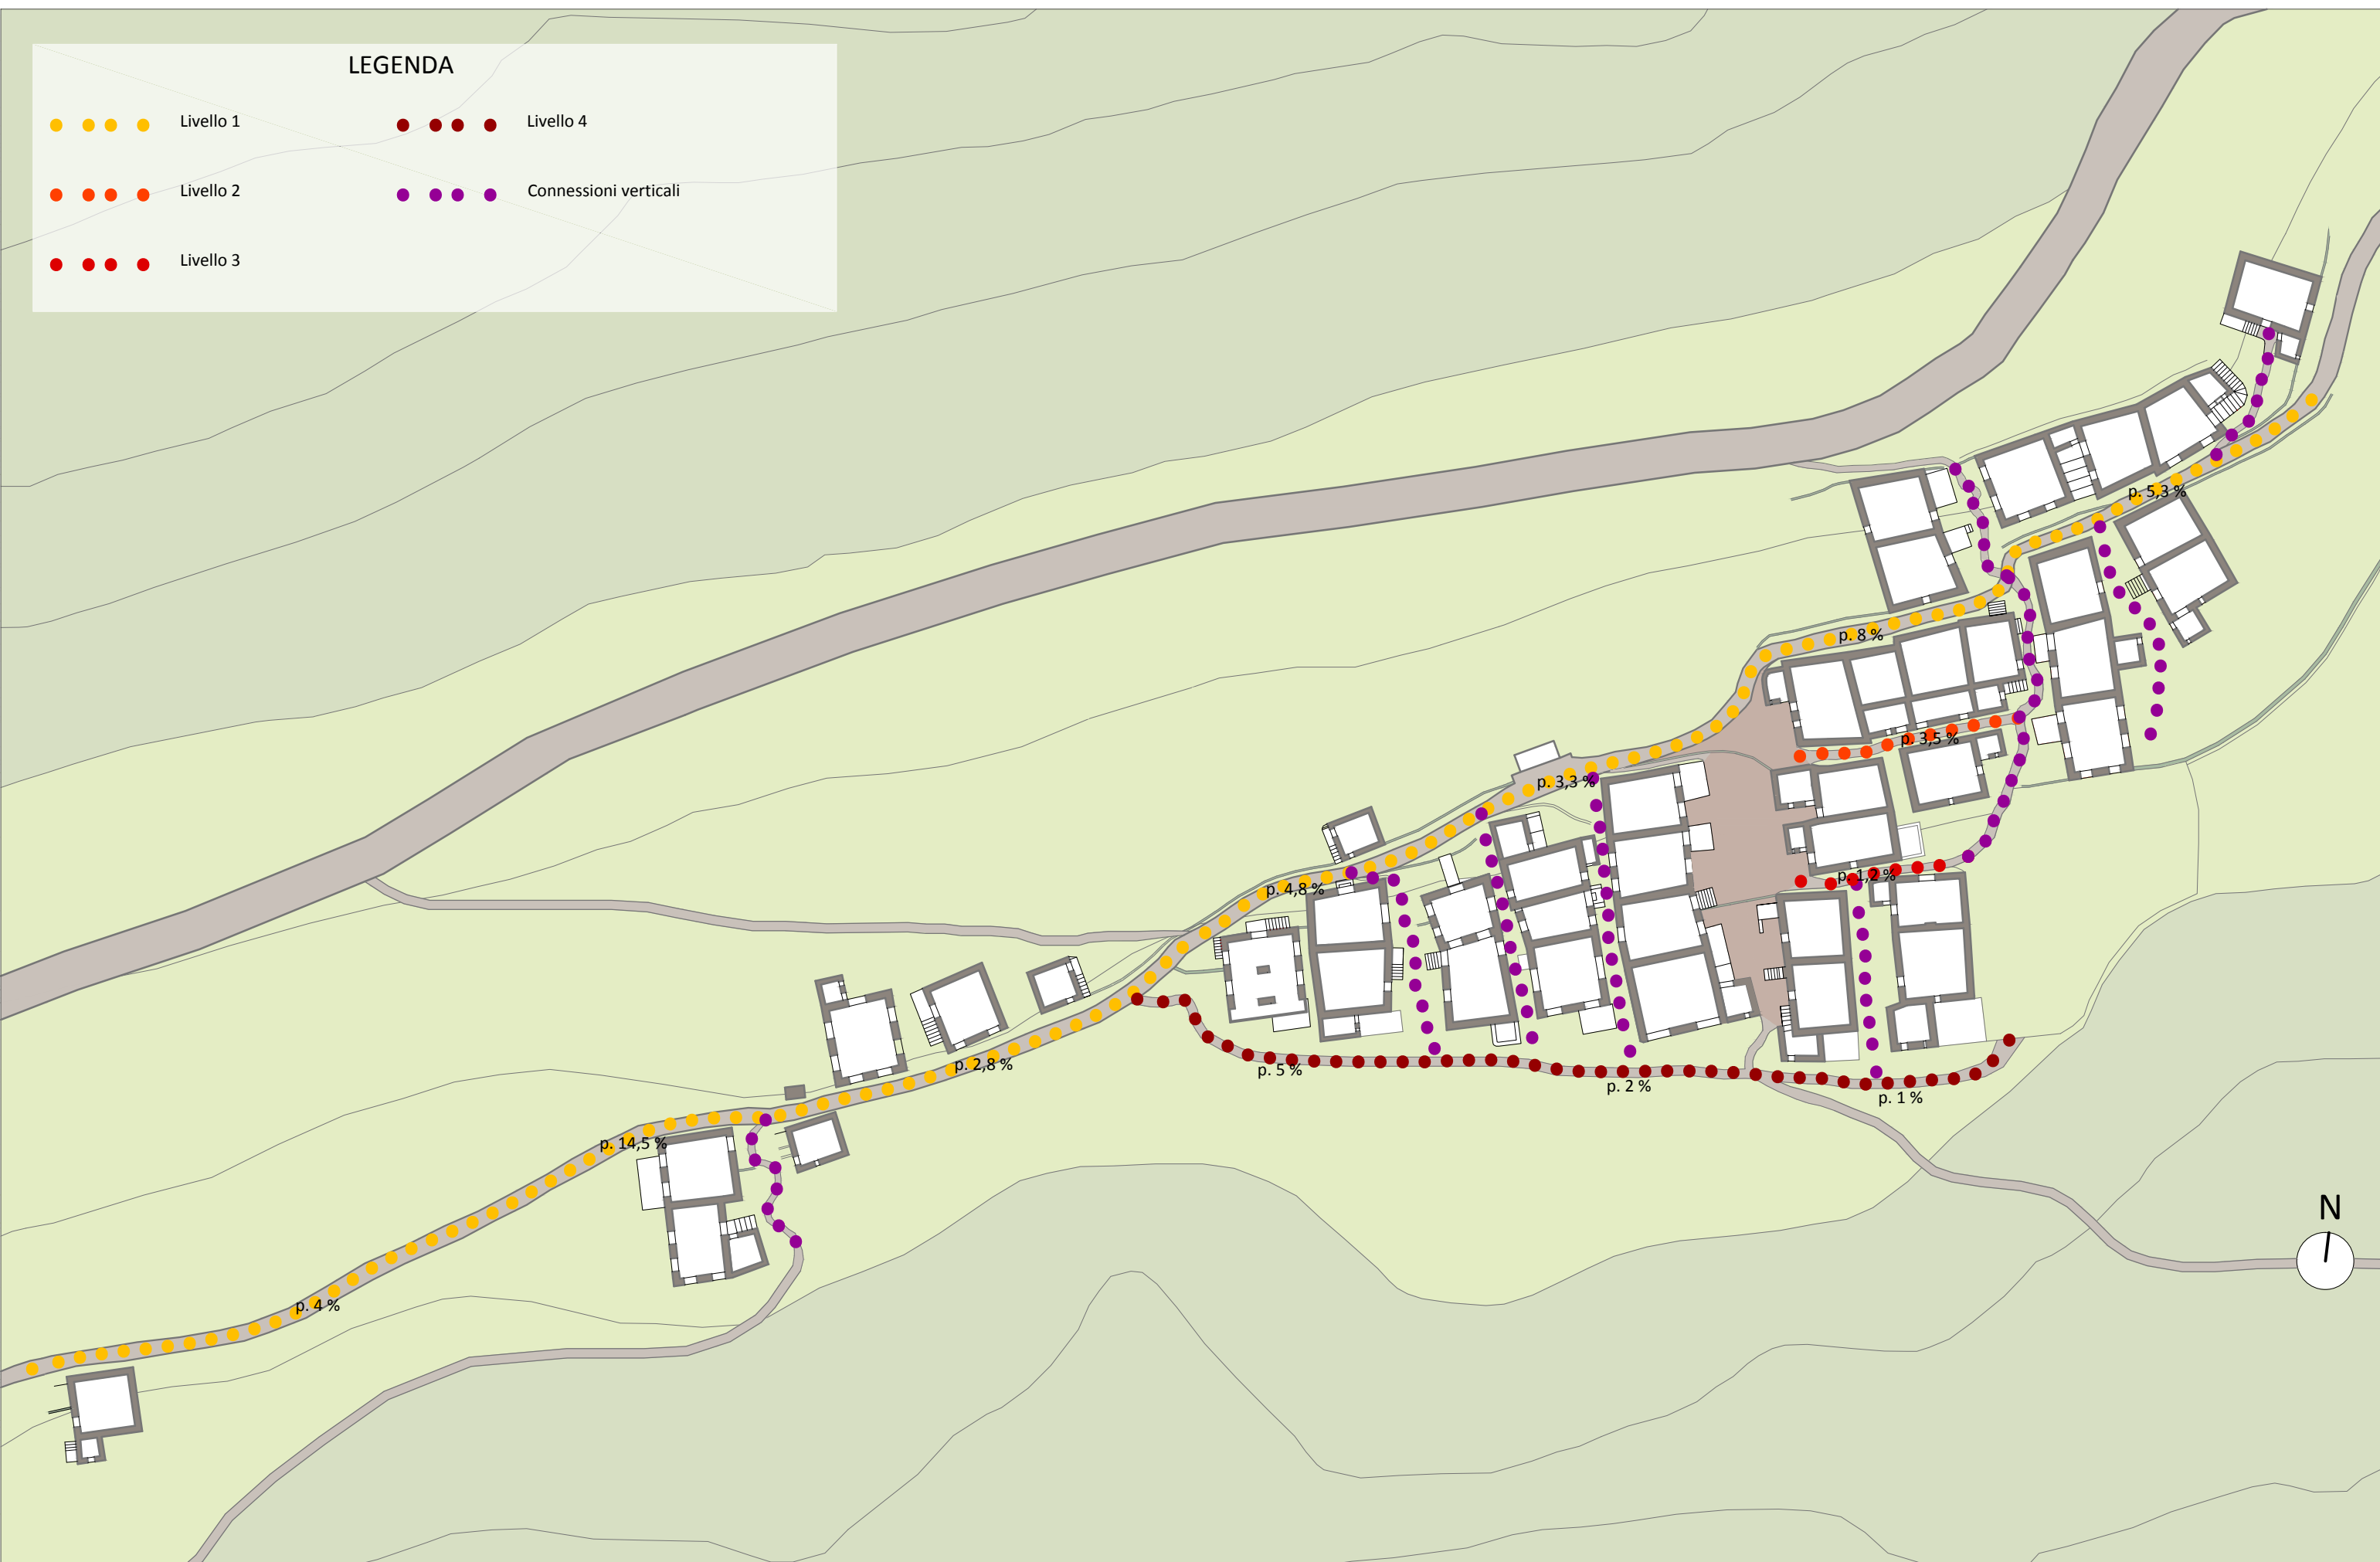 LEGENDA
Livello 1
Livello 4
Livello 2
Connessioni verticali
Livello 3
p. 5,3 %
p. 8 %
p. 3,5 %
p. 3,3 %
p. 1,2 %
p. 4,8 %
p. 2,8 %
p. 5 %
p. 2 %
p. 1 %
p. 14,5 %
N
p. 4 %